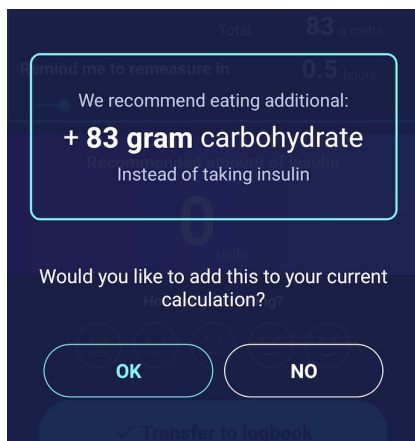 Total 83 g carbs
Remind me to remeasure in 0.5 hours
We recommend eating additional:
+ 83 gram carbohydrate
Recommended amount of insulin
Instead of taking insulin
0
units
Would you like to add this to your current
calculation?
OK NO
✓ Transfer to logbook